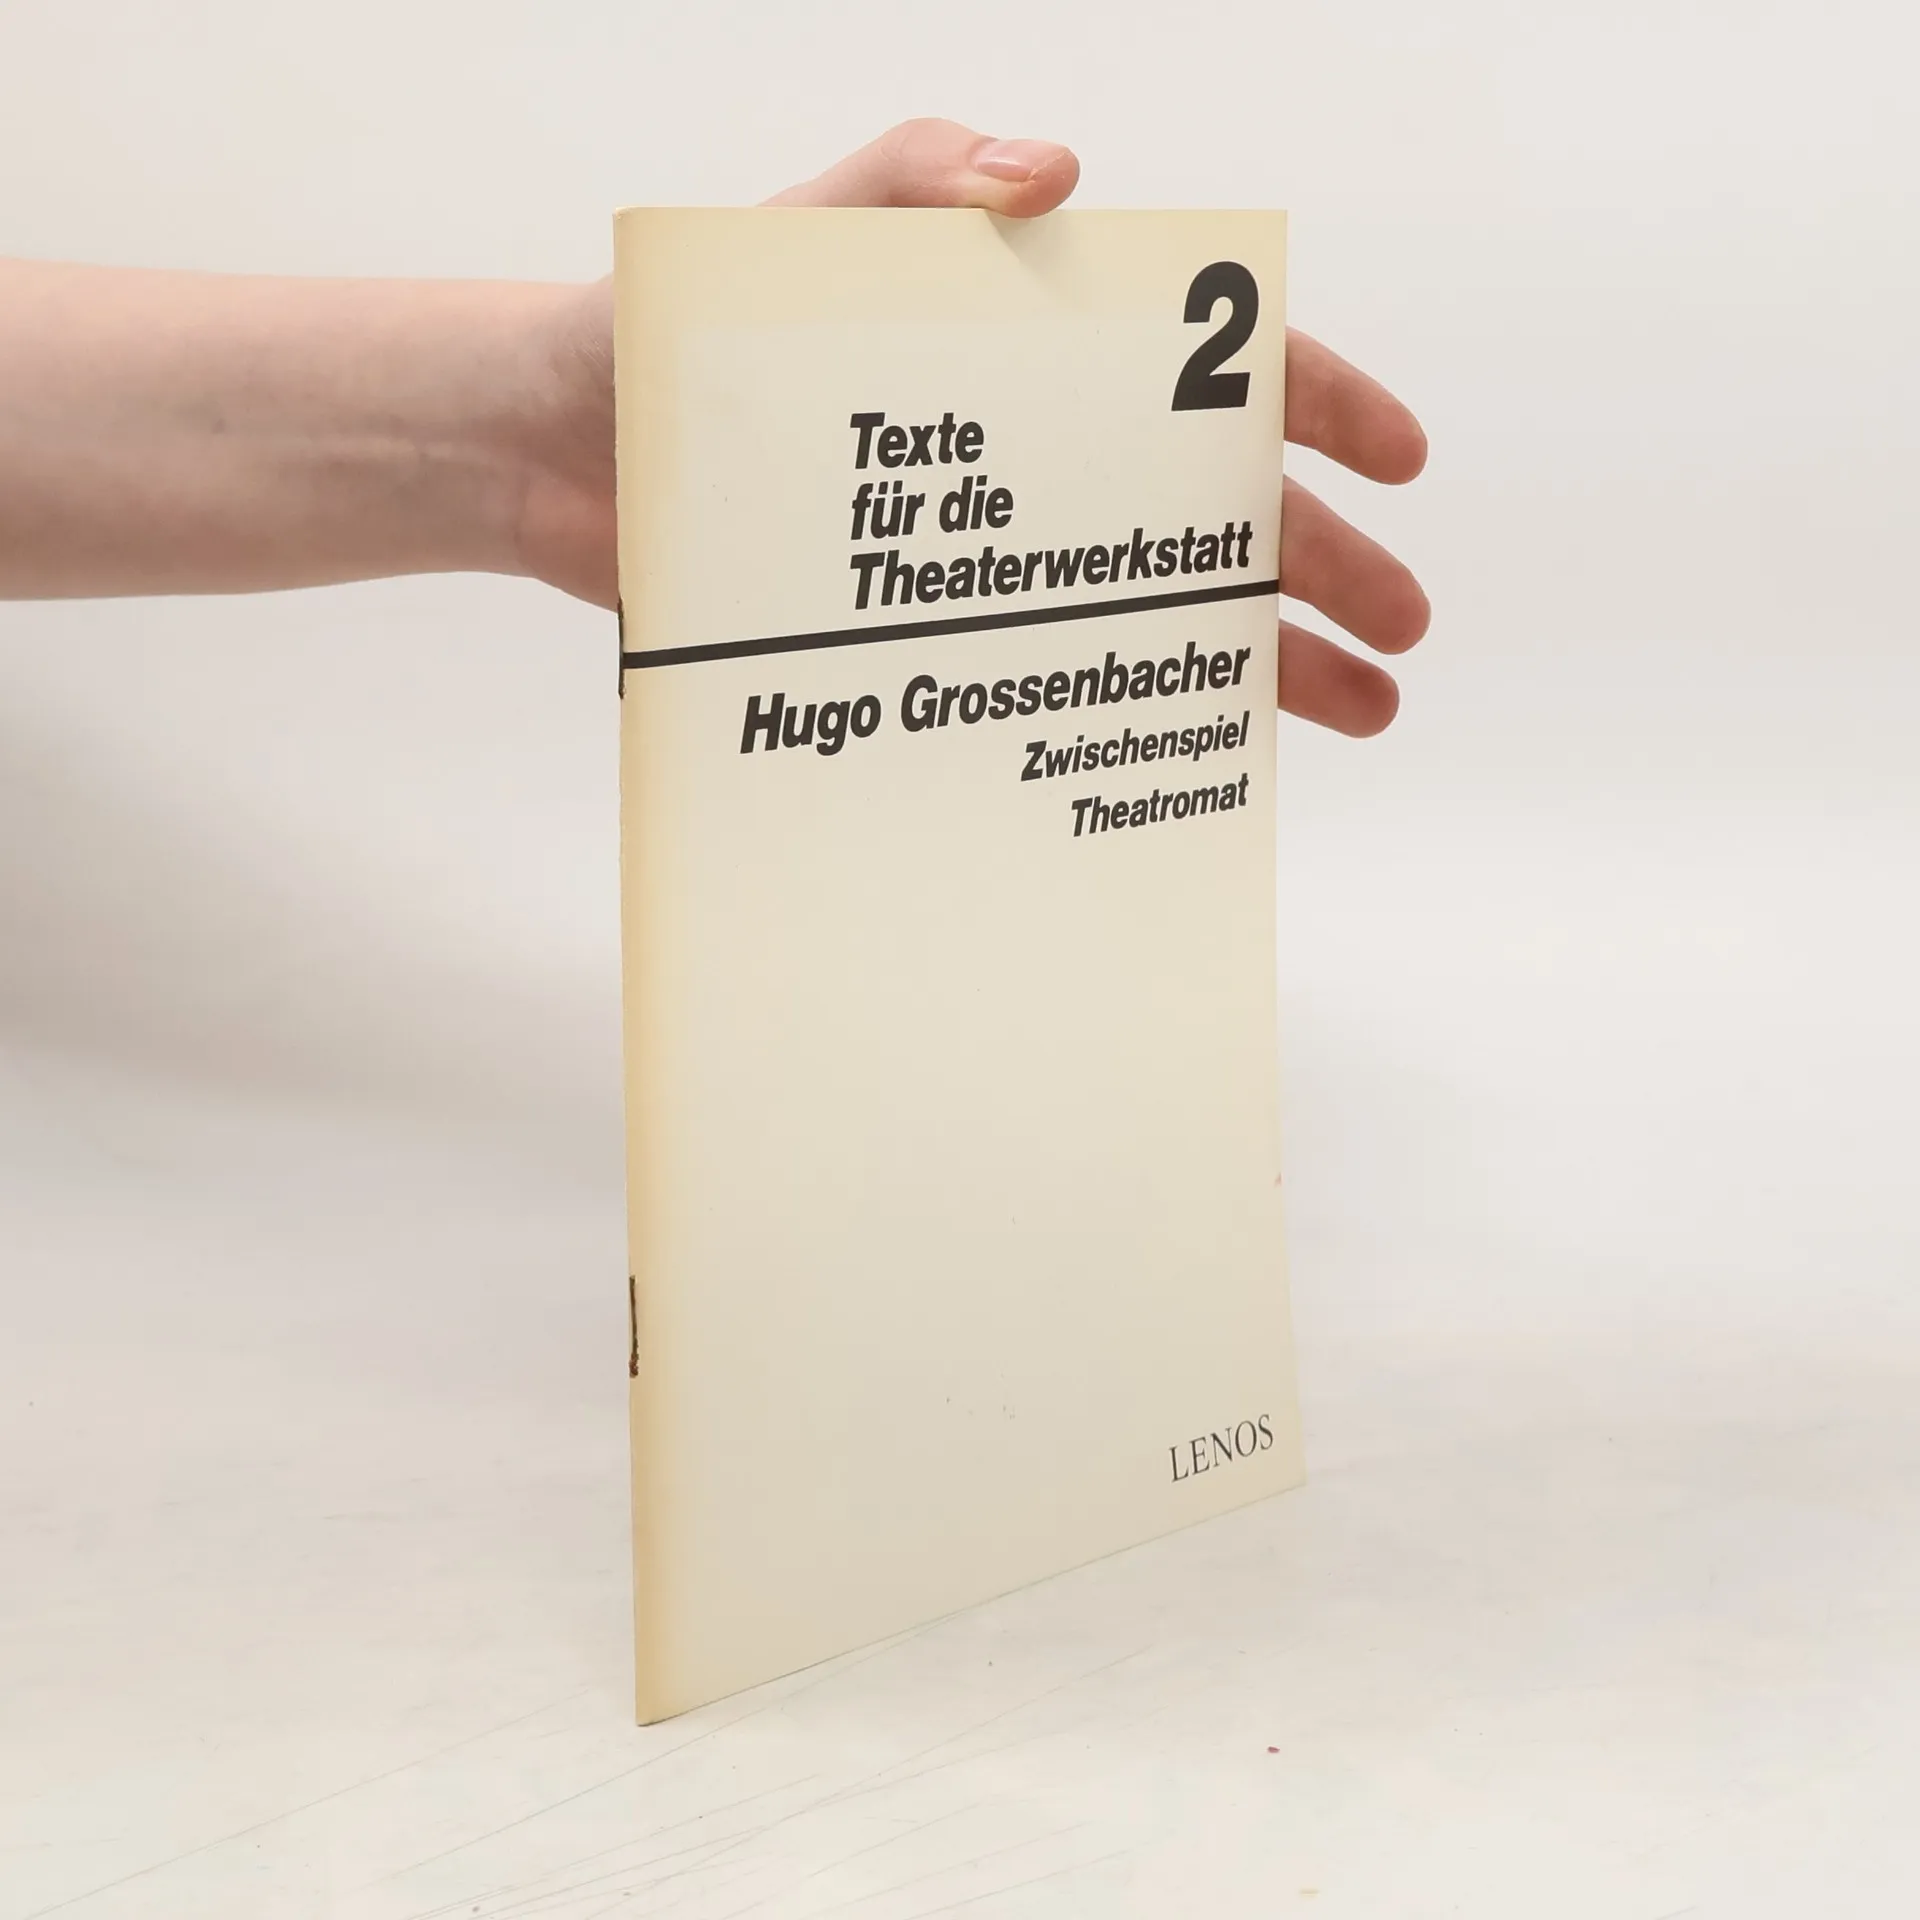 2
Texte
für die
Theaterwerkstatt
Hugo Grossenbacher
Zwischenspiel
Theatromat
LENOS